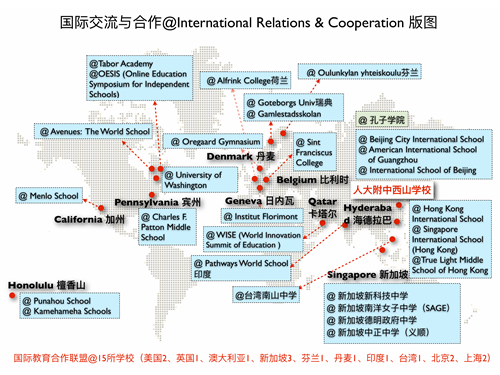 国际交流与合作@International Relations & Cooperation 版图
@Tabor Academy
@OESIS (Online Education
Symposium for Independent
Schools)
@ Alfrink College荷兰
@ Oulunkylan yhteiskoulu芬兰
@ Goteborgs Univ瑞典
@ Gamlestadsskolan
@ 孔子学院
@ Avenues: The World School
@ Oregaard Gymnasium
@ Sint
Franciscus
College
@ Beijing City International
@ American International School
of Guangzhou
@ International School of Beijing
Denmark 丹麦
@ University of
Washington
Belgium 比利时
人大附中西山学校
@ Menlo School
Pennsylvania 宾州
Geneva 日内瓦
Qatar
卡塔尔
Hyderaba
d 海德拉巴
California 加州
@ Charles F.
Patton Middle
School
@ Institut Florimont
@ Hong Kong
International School
@ Singapore
International School
(Hong Kong)
@True Light Middle
School of Hong Kong
@ WISE (World Innovation
Summit of Education )
@ Pathways World School
印度
Singapore 新加坡
Honolulu 檀香山
@ Punahou School
@ Kamehameha Schools
@台湾南山中学
@ 新加坡新科技中学
@ 新加坡南洋女子中学（SAGE）
@ 新加坡德明政府中学
@ 新加坡中正中学（义顺）
国际教育合作联盟@15所学校（美国2、英国1、澳大利亚1、新加坡3、芬兰1、丹麦1、印度1、台湾1、北京2、上海2）